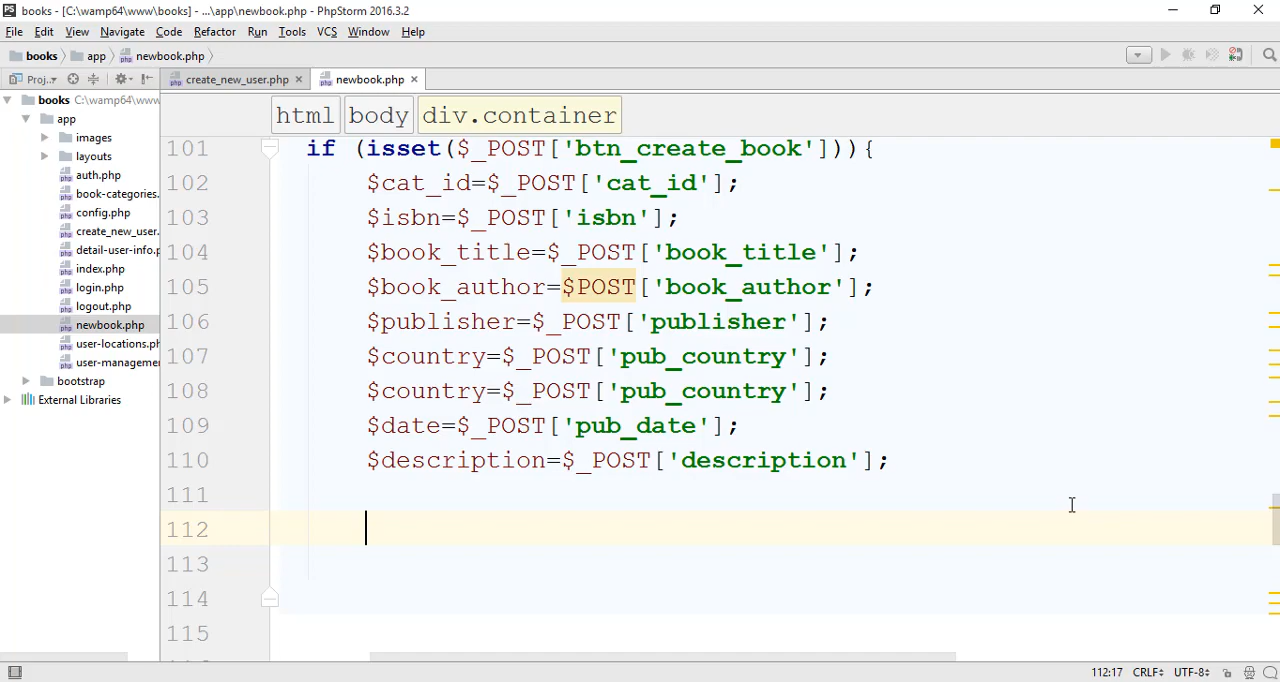 books - [C:\wamp64\www\books] - ...\app\newbook.php - PhpStorm 2016.3.2
File Edit View Navigate Code Refactor Run Tools VCS Window Help
books app newbook.php
Proj.. create_new_user.php newbook.php
books C:\wamp64\www
app
images
layouts
auth.php
book-categories.
config.php
create_new_user.
detail-user-info.p
index.php
login.php
logout.php
newbook.php
user-locations.ph
user-manageme
bootstrap
External Libraries
html body div.container
101 if (isset($_POST['btn_create_book'])){
102 $cat_id=$_POST['cat_id'];
103 $isbn=$_POST['isbn'];
104 $book_title=$_POST['book_title'];
105 $book_author=$POST['book_author'];
106 $publisher=$_POST['publisher'];
107 $country=$_POST['pub_country'];
108 $country=$_POST['pub_country'];
109 $date=$_POST['pub_date'];
110 $description=$_POST['description'];
111
112
113
114
115
112:17 CRLF UTF-8